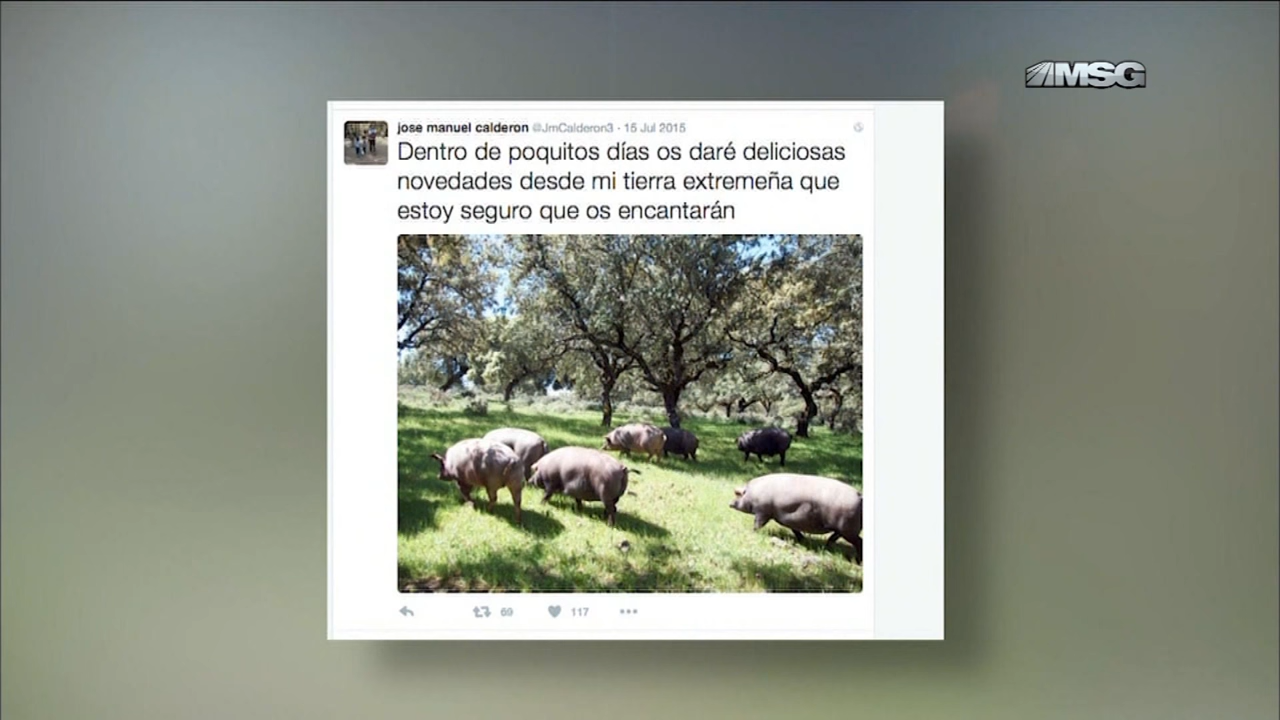 MSG
jose manuel calderon @JmCalderon3 · 15 Jul 2015
Dentro de poquitos días os daré deliciosas
novedades desde mi tierra extremeña que
estoy seguro que os encantarán
69 117